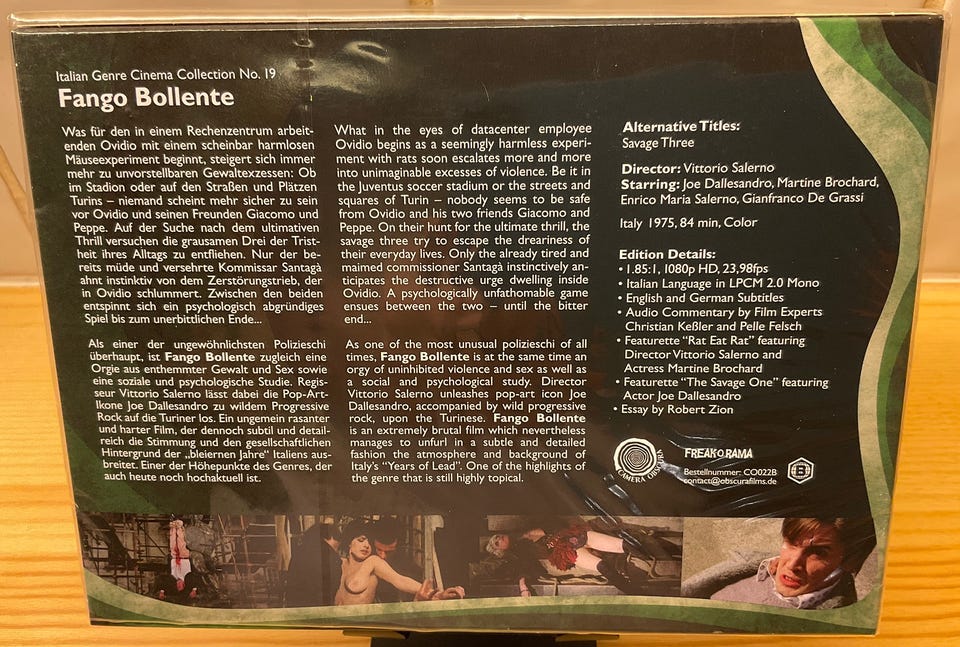 Italian Genre Cinema Collection No. 19
Fango Bollente
Was für den in einem Rechenzentrum arbeit-
enden Ovidio mit einem scheinbar harmlosen
Mäuseexperiment beginnt, steigert sich immer
mehr zu unvorstellbaren Gewaltexzessen: Ob
im Stadion oder auf den Straßen und Plätzen
Turins – niemand scheint mehr sicher zu sein
vor Ovidio und seinen Freunden Giacomo und
Peppe. Auf der Suche nach dem ultimativen
Thrill versuchen die grausamen Drei der Trist-
heit ihres Alltags zu entfliehen. Nur der be-
reits müde und versehrte Kommissar Santagà
ahnt instinktiv von dem Zerstörungstrieb, der
in Ovidio schlummert. Zwischen den beiden
entspinnt sich ein psychologisch abgründiges
Spiel bis zum unerbittlichen Ende...
Als einer der ungewöhnlichsten Polizieschi
überhaupt, ist Fango Bollente zugleich eine
Orgie aus enthemmter Gewalt und Sex sowie
eine soziale und psychologische Studie. Regis-
seur Vittorio Salerno lässt dabei die Pop-Art-
Ikone Joe Dallesandro zu wildem Progressive
Rock auf die Turiner los. Ein ungemein rasanter
und harter Film, der dennoch subtil und detail-
reich die Stimmung und den gesellschaftlichen
Hintergrund der „bleiernen Jahre" Italiens aus-
breitet. Einer der Höhepunkte des Genres, der
auch heute noch hochaktuell ist.
What in the eyes of datacenter employee
Ovidio begins as a seemingly harmless experi-
ment with rats soon escalates more and more
into unimaginable excesses of violence. Be it in
the Juventus soccer stadium or the streets and
squares of Turin – nobody seems to be safe
from Ovidio and his two friends Giacomo and
Peppe. On their hunt for the ultimate thrill, the
savage three try to escape the dreariness of
their everyday lives. Only the already tired and
maimed commissioner Santagà instinctively an-
ticipates the destructive urge dwelling inside
Ovidio. A psychologically unfathomable game
ensues between the two – until the bitter
end...
As one of the most unusual polizieschi of all
times, Fango Bollente is at the same time an
orgy of uninhibited violence and sex as well as
a social and psychological study. Director
Vittorio Salerno unleashes pop-art icon Joe
Dallesandro, accompanied by wild progressive
rock, upon the Turinese. Fango Bollente
is an extremely brutal film which nevertheless
manages to unfurl in a subtle and detailed
fashion the atmosphere and background of
Italy's "Years of Lead". One of the highlights of
the genre that is still highly topical.
Alternative Titles:
Savage Three
Director: Vittorio Salerno
Starring: Joe Dallesandro, Martine Brochard,
Enrico Maria Salerno, Gianfranco De Grassi
Italy 1975, 84 min, Color
Edition Details:
• 1.85:1, 1080p HD, 23,98fps
• Italian Language in LPCM 2.0 Mono
• English and German Subtitles
• Audio Commentary by Film Experts
Christian Keßler and Pelle Felsch
• Featurette "Rat Eat Rat" featuring
Director Vittorio Salerno and
Actress Martine Brochard
• Featurette "The Savage One" featuring
Actor Joe Dallesandro
• Essay by Robert Zion
CAMERA OBSCURA
FREAK-O-RAMA
Bestellnummer: CO022B
contact@obscurafilms.de
B